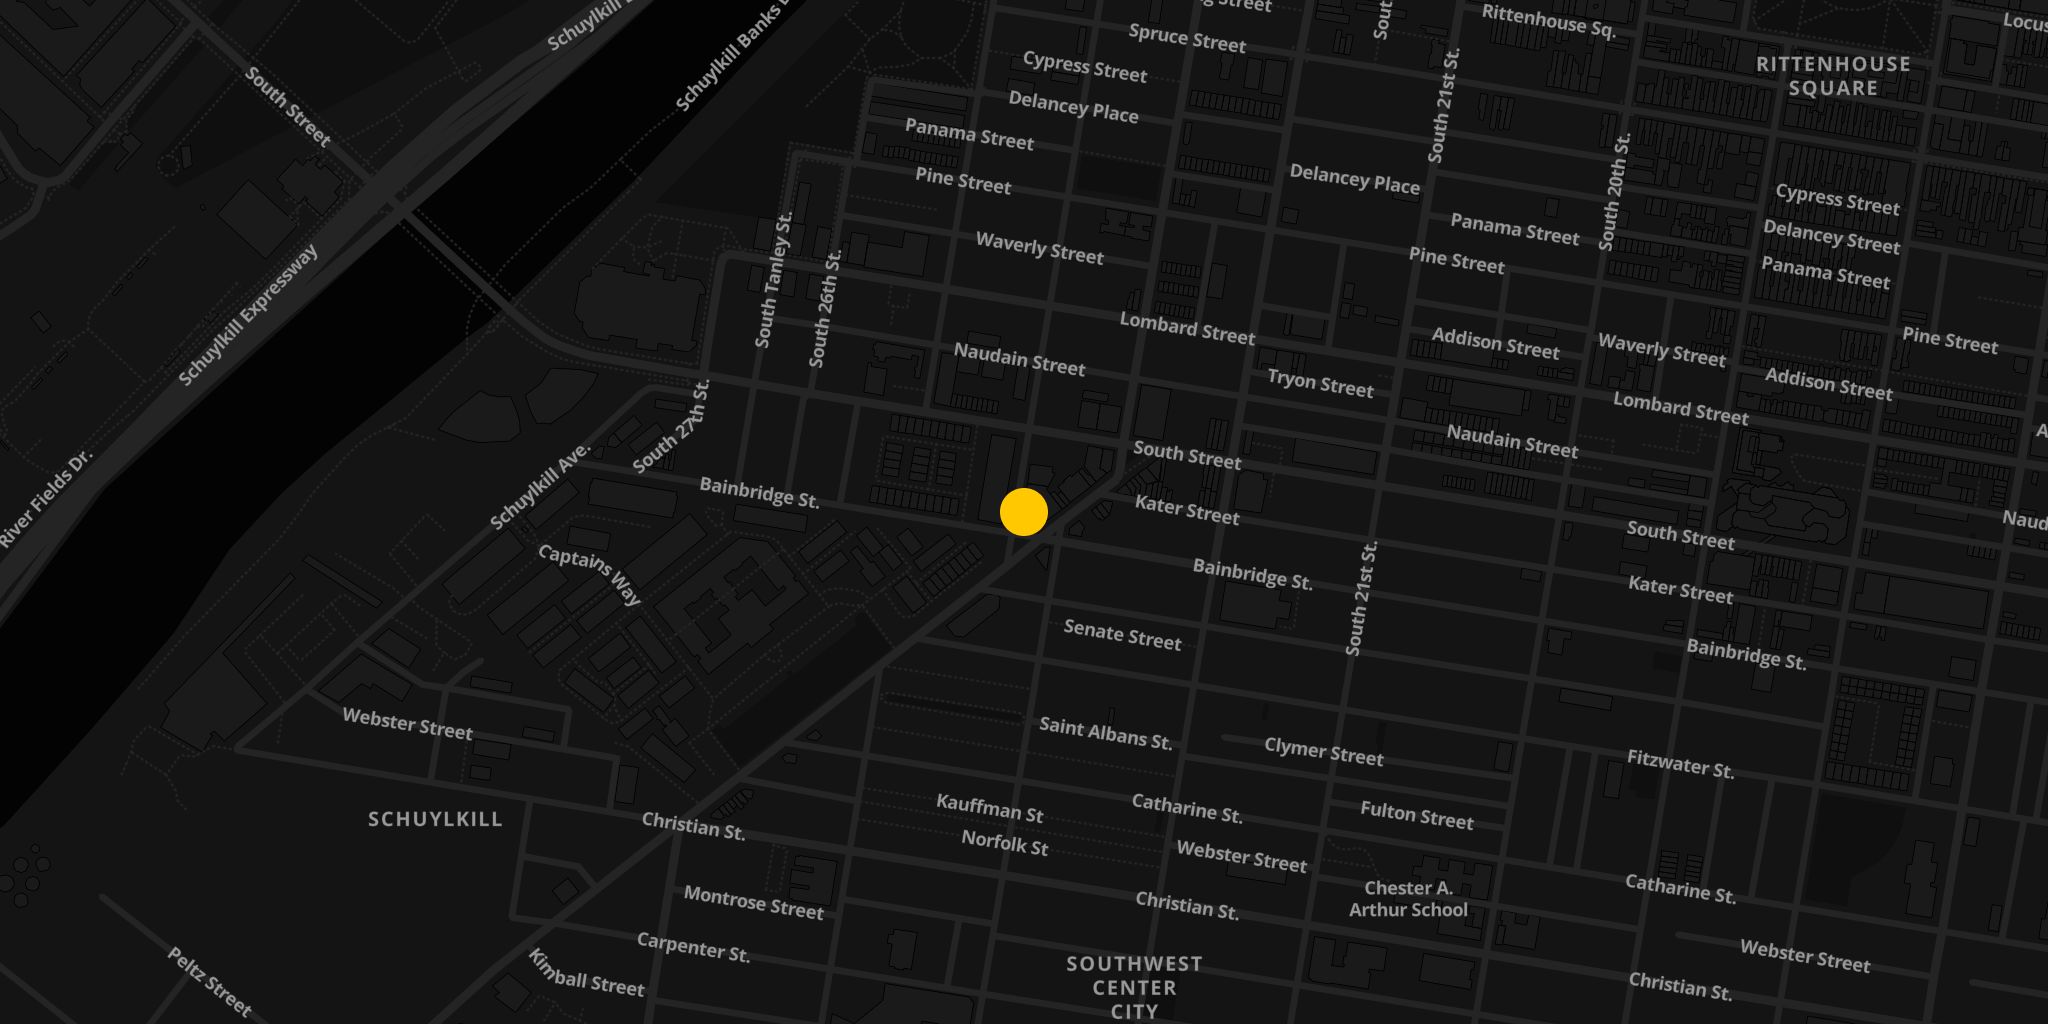 Street
South
Rittenhouse Sq.
Locus
Schuylkill
Schuylkill Banks
Spruce Street
Cypress Street
RITTENHOUSE
SQUARE
South Street
Delancey Place
South 21st St.
Panama Street
Pine Street
Delancey Place
South 20th St.
Cypress Street
Panama Street
Delancey Street
Waverly Street
Pine Street
Panama Street
South Tanley St.
South 26th St.
Schuylkill Expressway
Lombard Street
Addison Street
Waverly Street
Pine Street
Naudain Street
Tryon Street
Addison Street
Lombard Street
South 27th St.
Naudain Street
South Street
Schuylkill Ave.
River Fields Dr.
Bainbridge St.
Kater Street
South Street
Naud
Captains Way
Bainbridge St.
South 21st St.
Kater Street
Senate Street
Bainbridge St.
Webster Street
Saint Albans St.
Clymer Street
Fitzwater St.
SCHUYLKILL
Christian St.
Kauffman St
Catharine St.
Fulton Street
Norfolk St
Webster Street
Chester A.
Arthur School
Catharine St.
Montrose Street
Christian St.
Carpenter St.
Webster Street
Kimball Street
Peltz Street
SOUTHWEST
CENTER
CITY
Christian St.